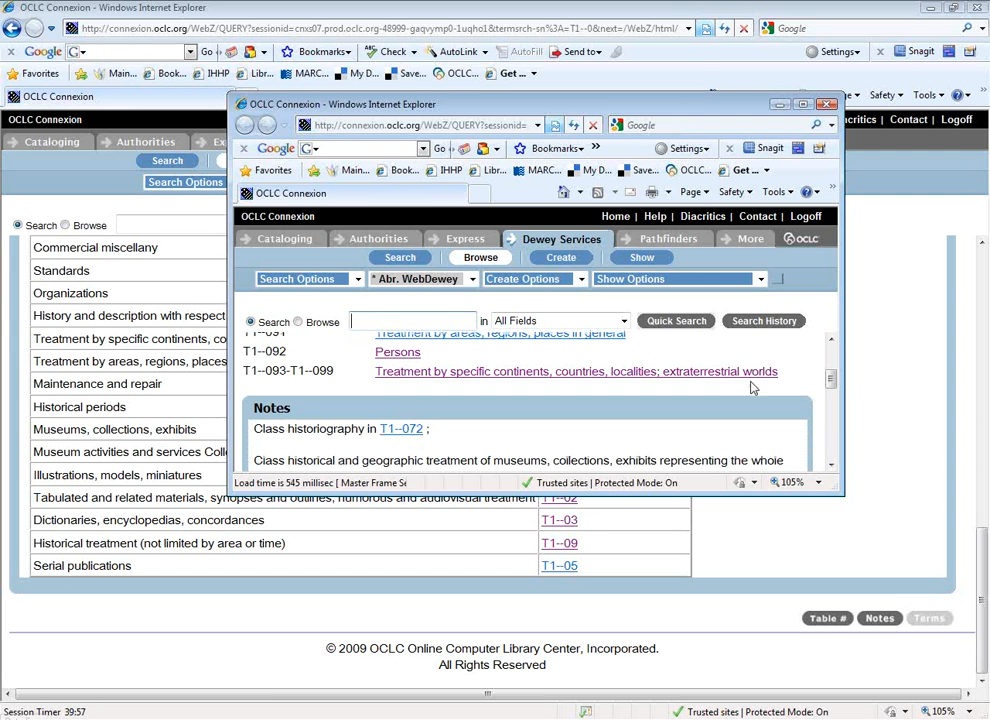 OCLC Connexion - Windows Internet Explorer
http://connexion.oclc.org/WebZ/QUERY?sessionid=cnxs07.prod.oclc.org-48999-gaqvymp0-1uqho1&termsrch-sn%3A=T1--0&next=/WebZ/html/
Google
Google Go Bookmarks Check AutoLink AutoFill Send to Settings Snagit
Favorites Main... Book... IHHP Libr... MARC... My D... Save... OCLC... Get ...
OCLC Connexion Safety Tools
OCLC Connexion Contact Logoff
Cataloging Authorities
Search
Search Options
Search Browse
Commercial miscellany
Standards
Organizations
History and description with respect
Treatment by specific continents, co
Treatment by areas, regions, places
Maintenance and repair
Historical periods
Museums, collections, exhibits
Museum activities and services Coll
Illustrations, models, miniatures
Tabulated and related materials, synopses and outlines, humorous and audiovisual treatment T1--02
Dictionaries, encyclopedias, concordances T1--03
Historical treatment (not limited by area or time) T1--09
Serial publications T1--05
Table # Notes Terms
© 2009 OCLC Online Computer Library Center, Incorporated.
All Rights Reserved
Session Timer 39:57 Trusted sites | Protected Mode: On 105%
OCLC Connexion - Windows Internet Explorer
http://connexion.oclc.org/WebZ/QUERY?sessionid=
Google
Google Go Bookmarks Settings Snagit
Favorites Main... Book... IHHP Libr... MARC... My D... Save... OCLC... Get ...
OCLC Connexion Page Safety Tools
OCLC Connexion Home Help Diacritics Contact Logoff
Cataloging Authorities Express Dewey Services Pathfinders More OCLC
Search Browse Create Show
Search Options * Abr. WebDewey Create Options Show Options
Search Browse in All Fields Quick Search Search History
T1--091 Treatment by areas, regions, places in general
T1--092 Persons
T1--093-T1--099 Treatment by specific continents, countries, localities; extraterrestrial worlds
Notes
Class historiography in T1--072 ;
Class historical and geographic treatment of museums, collections, exhibits representing the whole
Load time is 545 millisec [ Master Frame Se Trusted sites | Protected Mode: On 105%